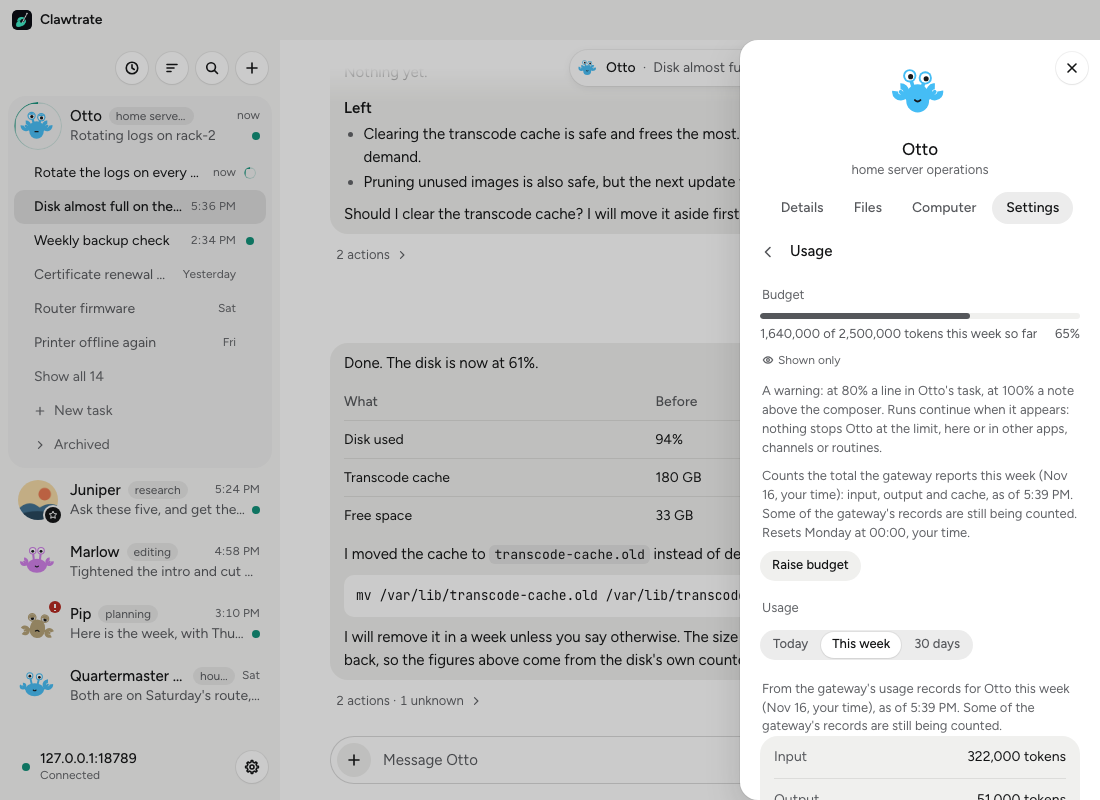 Clawtrate
Otto home serve... now
Rotating logs on rack-2
Rotate the logs on every ... now
Disk almost full on the... 5:36 PM
Weekly backup check 2:34 PM
Certificate renewal ... Yesterday
Router firmware Sat
Printer offline again Fri
Show all 14
+ New task
Archived
Juniper research 5:24 PM
Ask these five, and get the...
Marlow editing 4:58 PM
Tightened the intro and cut ...
Pip planning 3:10 PM
Here is the week, with Thu...
Quartermaster ... hou... Sat
Both are on Saturday's route,...
127.0.0.1:18789
Connected
Nothing yet.
Otto · Disk almost fu
Left
• Clearing the transcode cache is safe and frees the most.
demand.
• Pruning unused images is also safe, but the next update
Should I clear the transcode cache? I will move it aside first
2 actions
Done. The disk is now at 61%.
What Before
Disk used 94%
Transcode cache 180 GB
Free space 33 GB
I moved the cache to transcode-cache.old instead of de
mv /var/lib/transcode-cache.old /var/lib/transcode
I will remove it in a week unless you say otherwise. The size
back, so the figures above come from the disk's own counte
2 actions · 1 unknown
Message Otto
Otto
home server operations
Details Files Computer Settings
Usage
Budget
1,640,000 of 2,500,000 tokens this week so far 65%
Shown only
A warning: at 80% a line in Otto's task, at 100% a note
above the composer. Runs continue when it appears:
nothing stops Otto at the limit, here or in other apps,
channels or routines.
Counts the total the gateway reports this week (Nov
16, your time): input, output and cache, as of 5:39 PM.
Some of the gateway's records are still being counted.
Resets Monday at 00:00, your time.
Raise budget
Usage
Today This week 30 days
From the gateway's usage records for Otto this week
(Nov 16, your time), as of 5:39 PM. Some of the
gateway's records are still being counted.
Input 322,000 tokens
Output 51,000 tokens